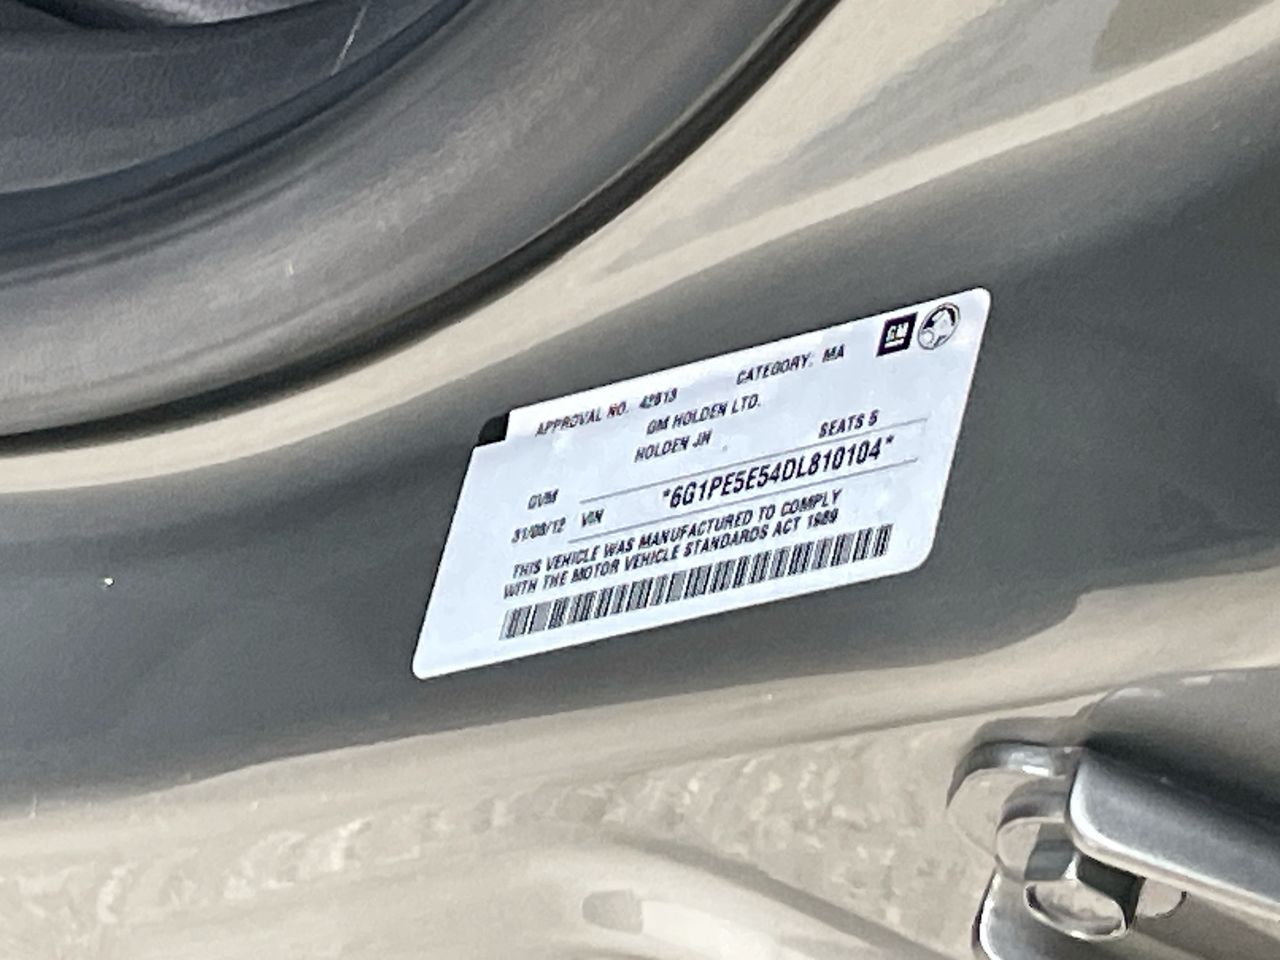 GM
APPROVAL NO. 42613 CATEGORY: MA
GM HOLDEN LTD.
HOLDEN JH SEATS 5
GVM
31/08/12 VIN *6G1PE5E54DL810104*
THIS VEHICLE WAS MANUFACTURED TO COMPLY
WITH THE MOTOR VEHICLE STANDARDS ACT 1989